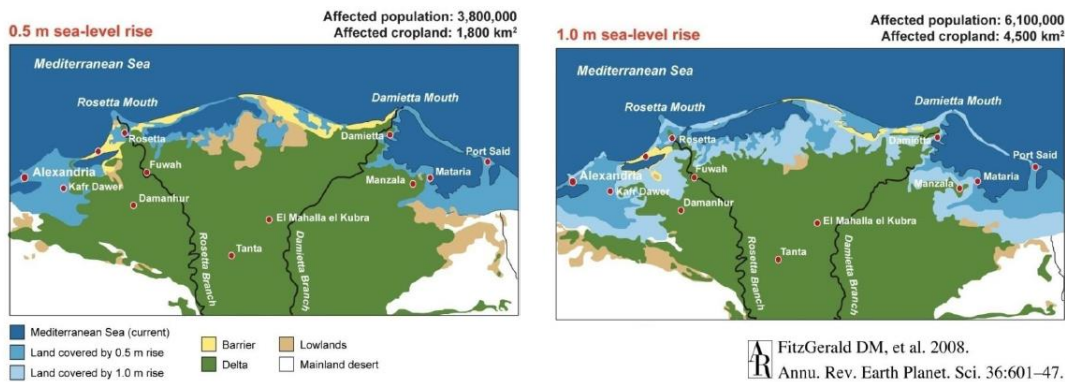 0.5 m sea-level rise
Affected population: 3,800,000
Affected cropland: 1,800 km²
Mediterranean Sea
Rosetta Mouth
Damietta Mouth
Rosetta
Damietta
Fuwah
Port Said
Alexandria
Manzala
Mataria
Kafr Dawer
Damanhur
El Mahalla el Kubra
Tanta
Rosetta Branch
Damietta Branch
Mediterranean Sea (current)
Land covered by 0.5 m rise
Land covered by 1.0 m rise
Barrier
Delta
Lowlands
Mainland desert
1.0 m sea-level rise
Affected population: 6,100,000
Affected cropland: 4,500 km²
Mediterranean Sea
Rosetta Mouth
Damietta Mouth
Rosetta
Damietta
Port Said
Fuwah
Alexandria
Mataria
Manzala
Kafr Dawer
Damanhur
El Mahalla el Kubra
Tanta
Rosetta Branch
Damietta Branch
AR
FitzGerald DM, et al. 2008.
Annu. Rev. Earth Planet. Sci. 36:601–47.